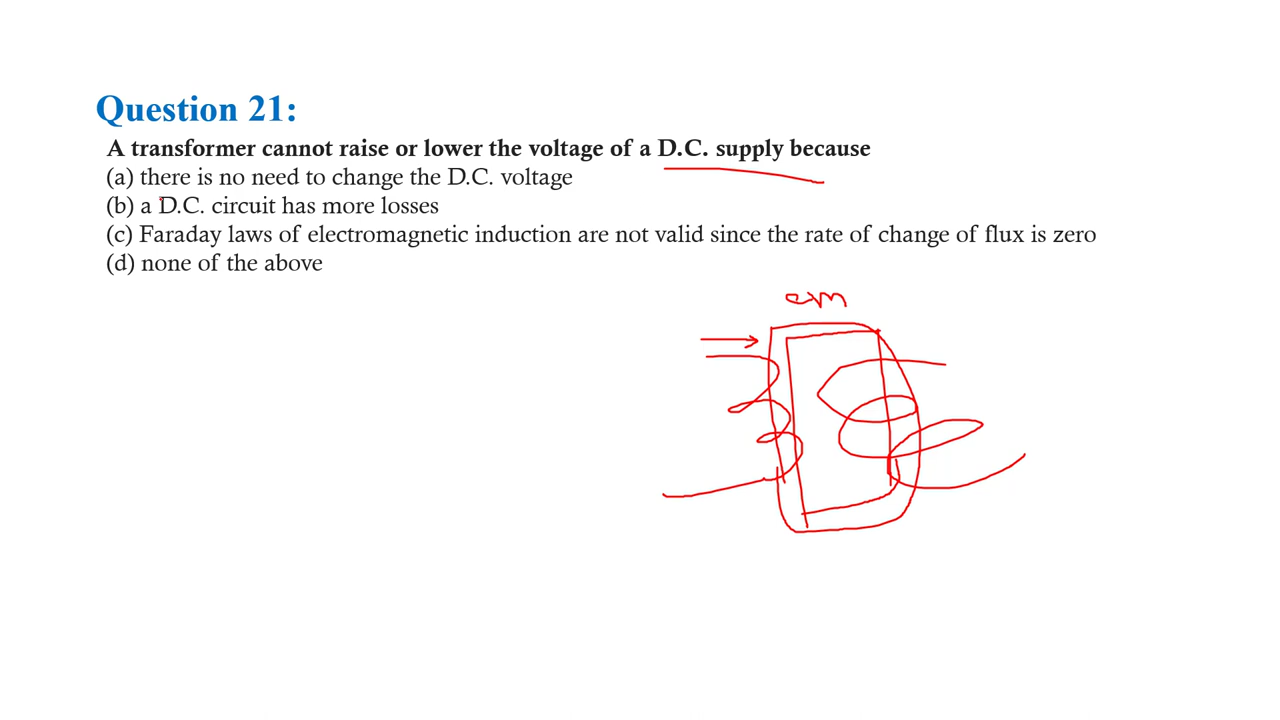 Question 21:
A transformer cannot raise or lower the voltage of a D.C. supply because
(a) there is no need to change the D.C. voltage
(b) a D.C. circuit has more losses
(c) Faraday laws of electromagnetic induction are not valid since the rate of change of flux is zero
(d) none of the above
em